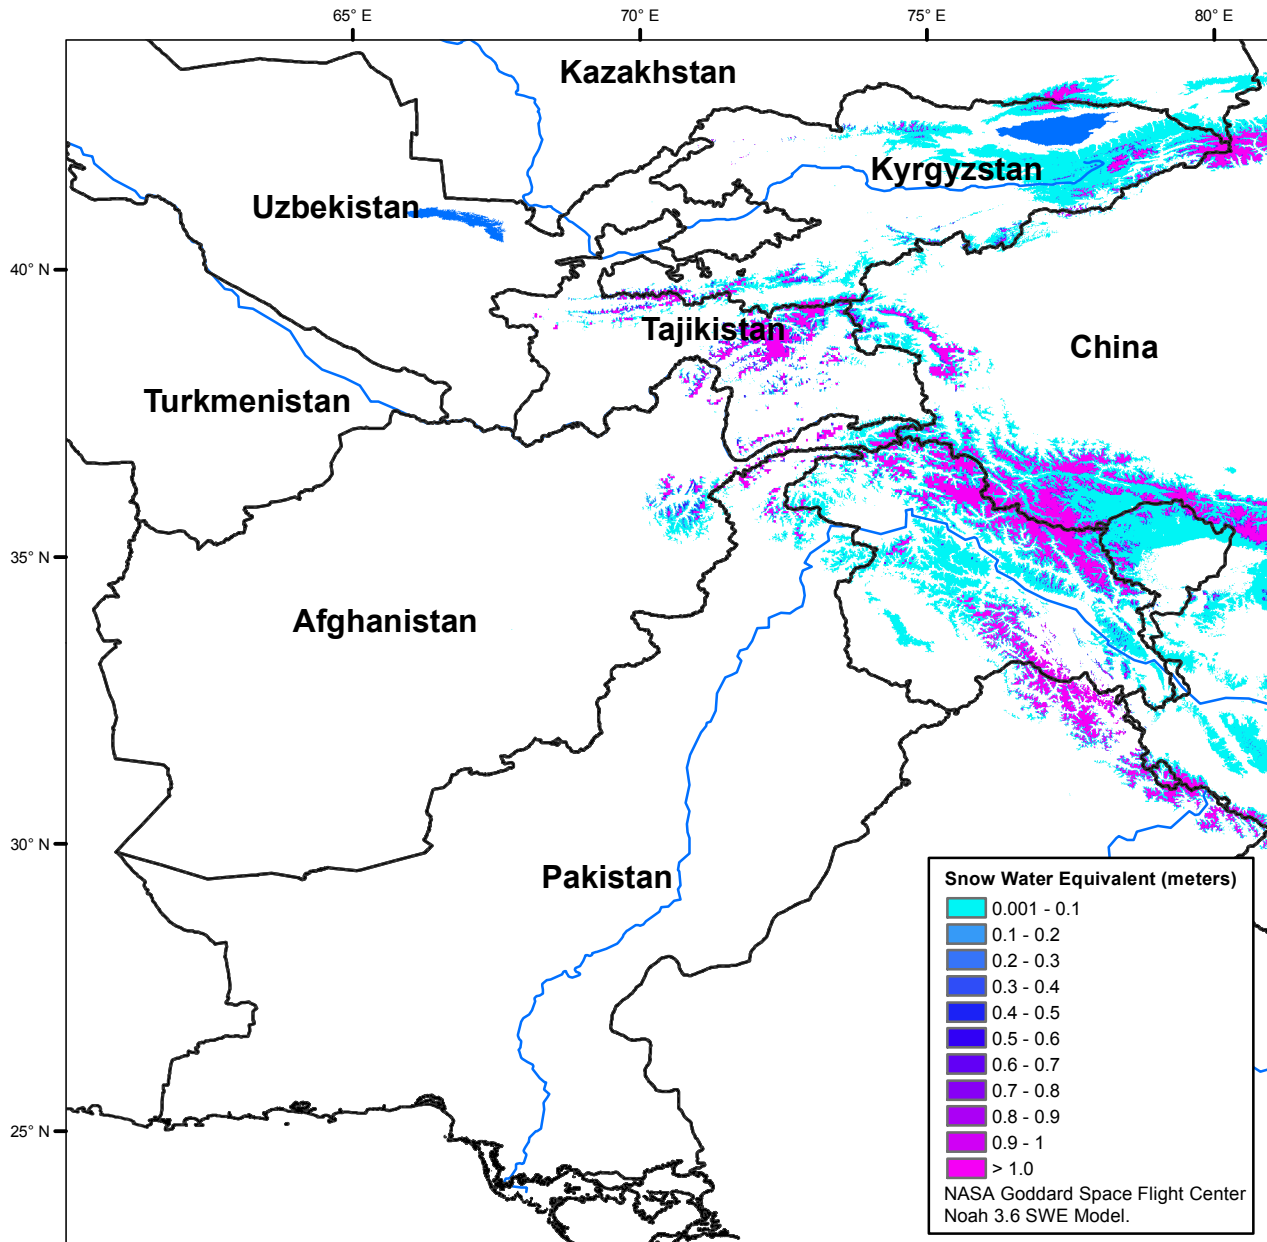 65° E
70° E
75° E
80° E
Kazakhstan
Kyrgyzstan
Uzbekistan
40° N
Tajikistan
China
Turkmenistan
35° N
Afghanistan
30° N
Pakistan
25° N
Snow Water Equivalent (meters)
0.001 - 0.1
0.1 - 0.2
0.2 - 0.3
0.3 - 0.4
0.4 - 0.5
0.5 - 0.6
0.6 - 0.7
0.7 - 0.8
0.8 - 0.9
0.9 - 1
> 1.0
NASA Goddard Space Flight Center
Noah 3.6 SWE Model.